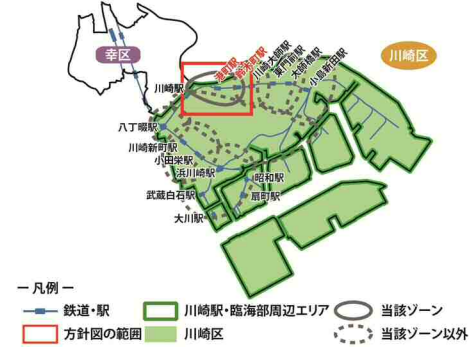 幸区
川崎区
川崎駅
港町駅
鈴木町駅
川崎大師駅
東門前駅
大師橋駅
小島新田駅
八丁畷駅
川崎新町駅
小田栄駅
浜川崎駅
武蔵白石駅
大川駅
昭和駅
扇町駅
ー 凡例 ー
鉄道・駅
川崎駅・臨海部周辺エリア
当該ゾーン
方針図の範囲
川崎区
当該ゾーン以外